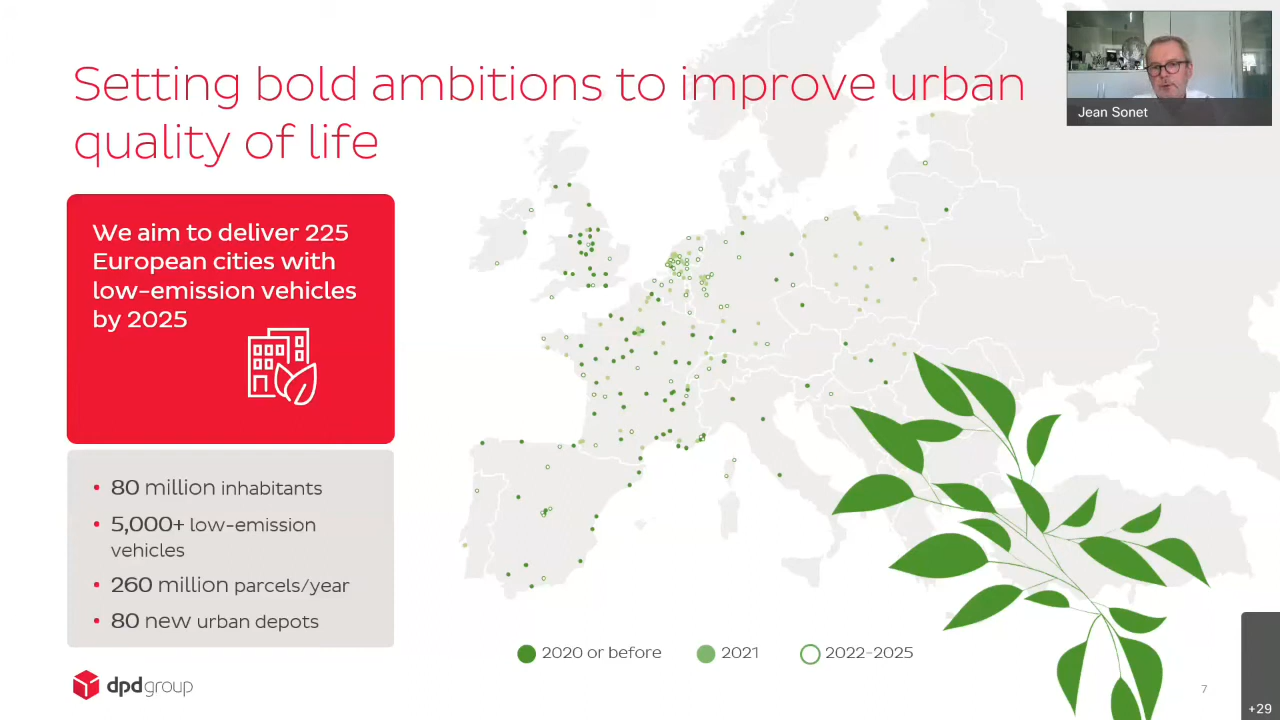 Setting bold ambitions to improve urban
quality of life
Jean Sonet
We aim to deliver 225
European cities with
low-emission vehicles
by 2025
• 80 million inhabitants
• 5,000+ low-emission
vehicles
• 260 million parcels/year
• 80 new urban depots
2020 or before
2021
2022-2025
dpdgroup
7
+29